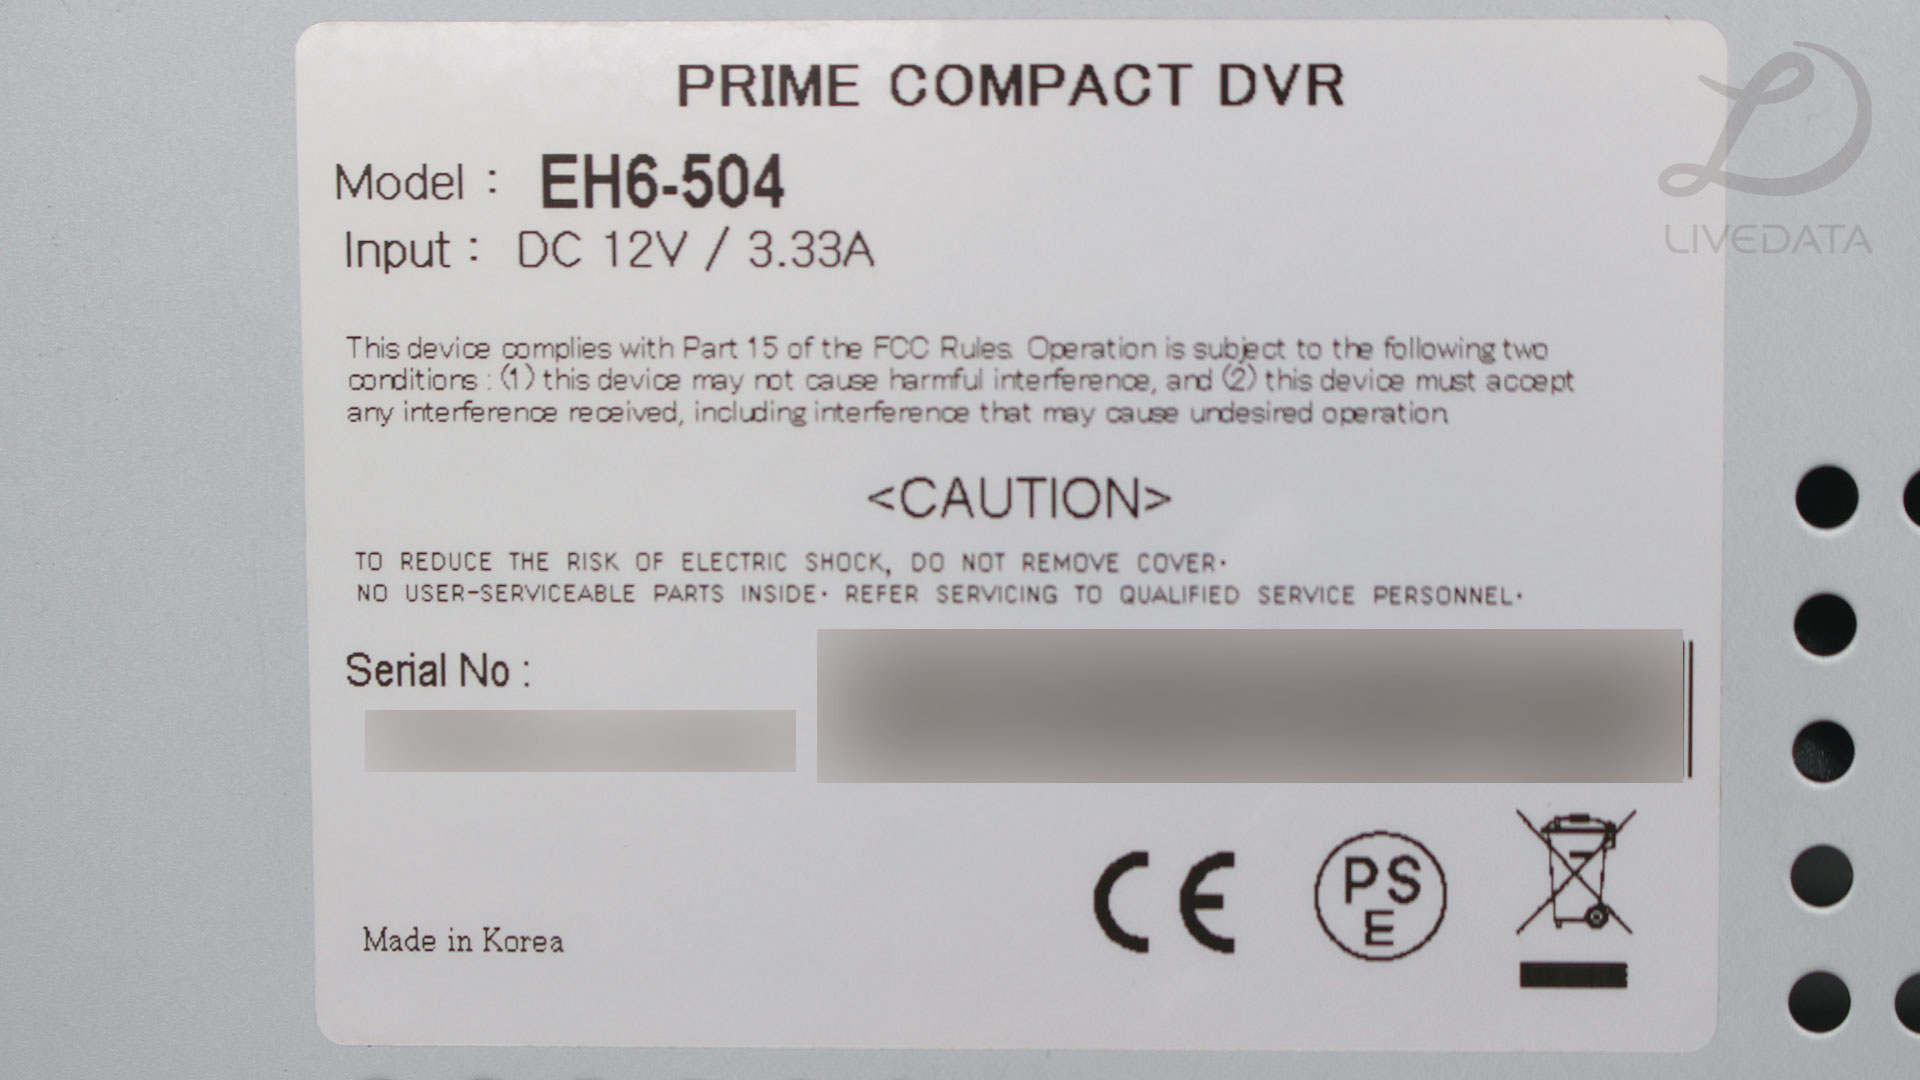 PRIME COMPACT DVR
Model : EH6-504
Input : DC 12V / 3.33A
This device complies with Part 15 of the FCC Rules. Operation is subject to the following two
conditions : (1) this device may not cause harmful interference, and (2) this device must accept
any interference received, including interference that may cause undesired operation.
<CAUTION>
TO REDUCE THE RISK OF ELECTRIC SHOCK, DO NOT REMOVE COVER.
NO USER-SERVICEABLE PARTS INSIDE. REFER SERVICING TO QUALIFIED SERVICE PERSONNEL.
Serial No :
Made in Korea
CE
PS
E
LIVEDATA